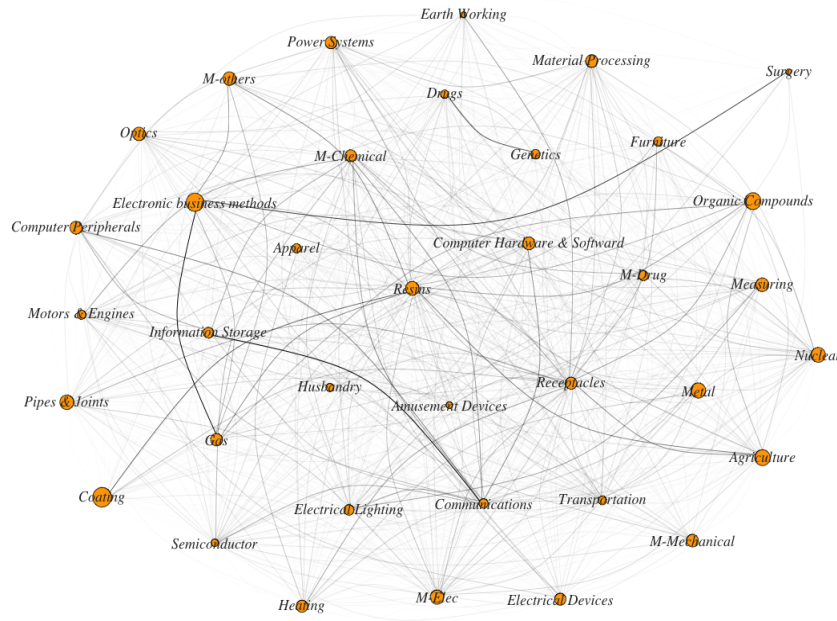 Earth Working
Power Systems
Material Processing
Surgery
M-others
Drugs
Optics
Furniture
M-Chemical
Genetics
Electronic business methods
Organic Compounds
Computer Peripherals
Computer Hardware & Softward
Apparel
M-Drug
Measuring
Resins
Motors & Engines
Information Storage
Nuclear
Husbandry
Receptacles
Metal
Pipes & Joints
Amusement Devices
Gas
Agriculture
Coating
Electrical Lighting
Communications
Transportation
Semiconductor
M-Mechanical
Heating
M-Elec
Electrical Devices